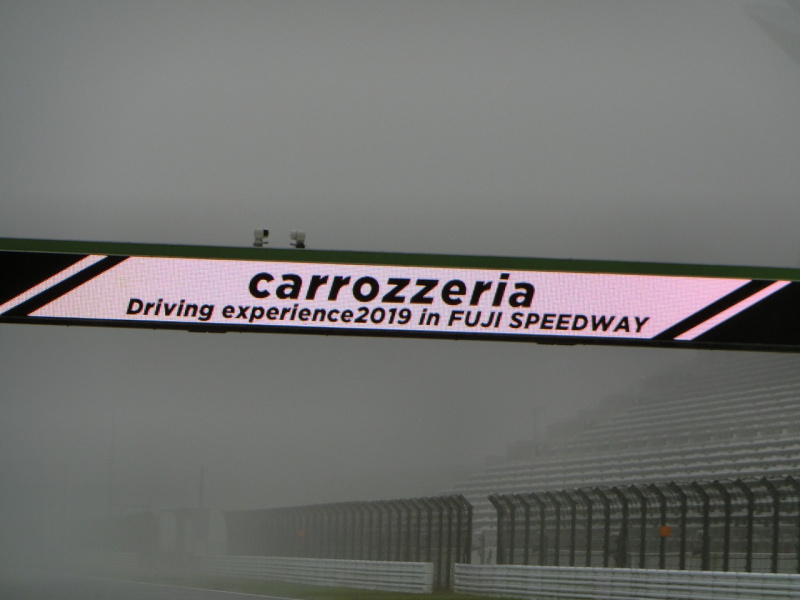 carrozzeria
Driving experience2019 in FUJI SPEEDWAY